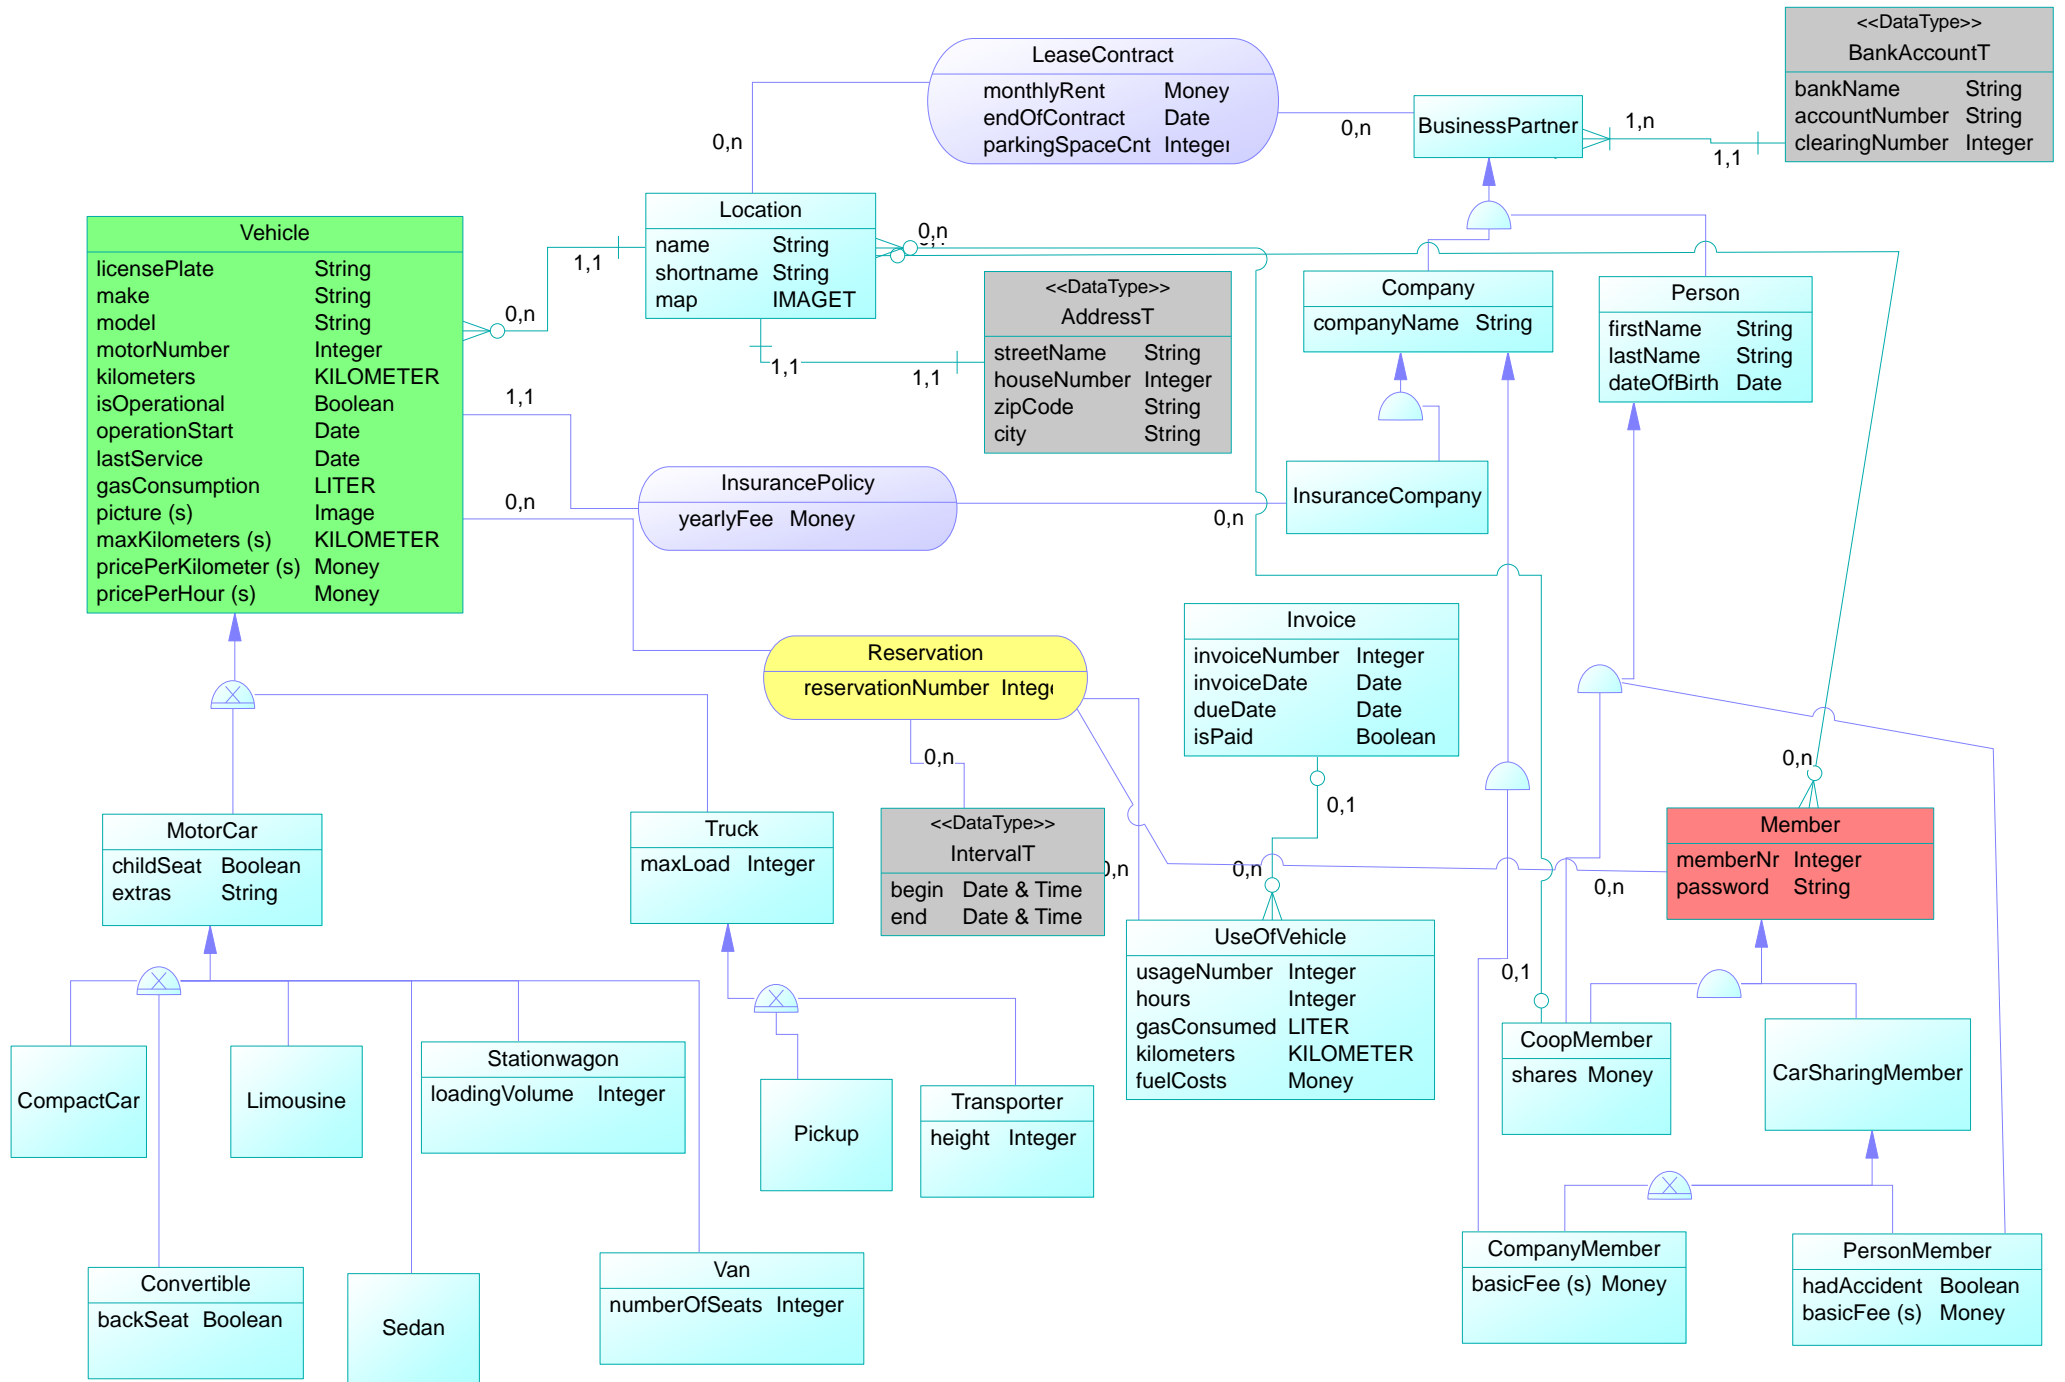 LeaseContract
monthlyRent Money
endOfContract Date
parkingSpaceCnt Integer
0,n
0,n
BusinessPartner
1,n
1,1
<<DataType>>
BankAccountT
bankName String
accountNumber String
clearingNumber Integer
Vehicle
licensePlate String
make String
model String
motorNumber Integer
kilometers KILOMETER
isOperational Boolean
operationStart Date
lastService Date
gasConsumption LITER
picture (s) Image
maxKilometers (s) KILOMETER
pricePerKilometer (s) Money
pricePerHour (s) Money
0,n
1,1
1,1
0,n
Location
name String
shortname String
map IMAGET
0,n
1,1
1,1
<<DataType>>
AddressT
streetName String
houseNumber Integer
zipCode String
city String
Company
companyName String
Person
firstName String
lastName String
dateOfBirth Date
InsurancePolicy
yearlyFee Money
0,n
InsuranceCompany
Reservation
reservationNumber Intege
0,n
Invoice
invoiceNumber Integer
invoiceDate Date
dueDate Date
isPaid Boolean
0,1
0,n
0,n
<<DataType>>
IntervalT
begin Date & Time
end Date & Time
0,n
0,n
Member
memberNr Integer
password String
0,n
MotorCar
childSeat Boolean
extras String
Truck
maxLoad Integer
UseOfVehicle
usageNumber Integer
hours Integer
gasConsumed LITER
kilometers KILOMETER
fuelCosts Money
0,1
CoopMember
shares Money
CarSharingMember
CompactCar
Limousine
Stationwagon
loadingVolume Integer
Pickup
Transporter
height Integer
Convertible
backSeat Boolean
Sedan
Van
numberOfSeats Integer
CompanyMember
basicFee (s) Money
PersonMember
hadAccident Boolean
basicFee (s) Money